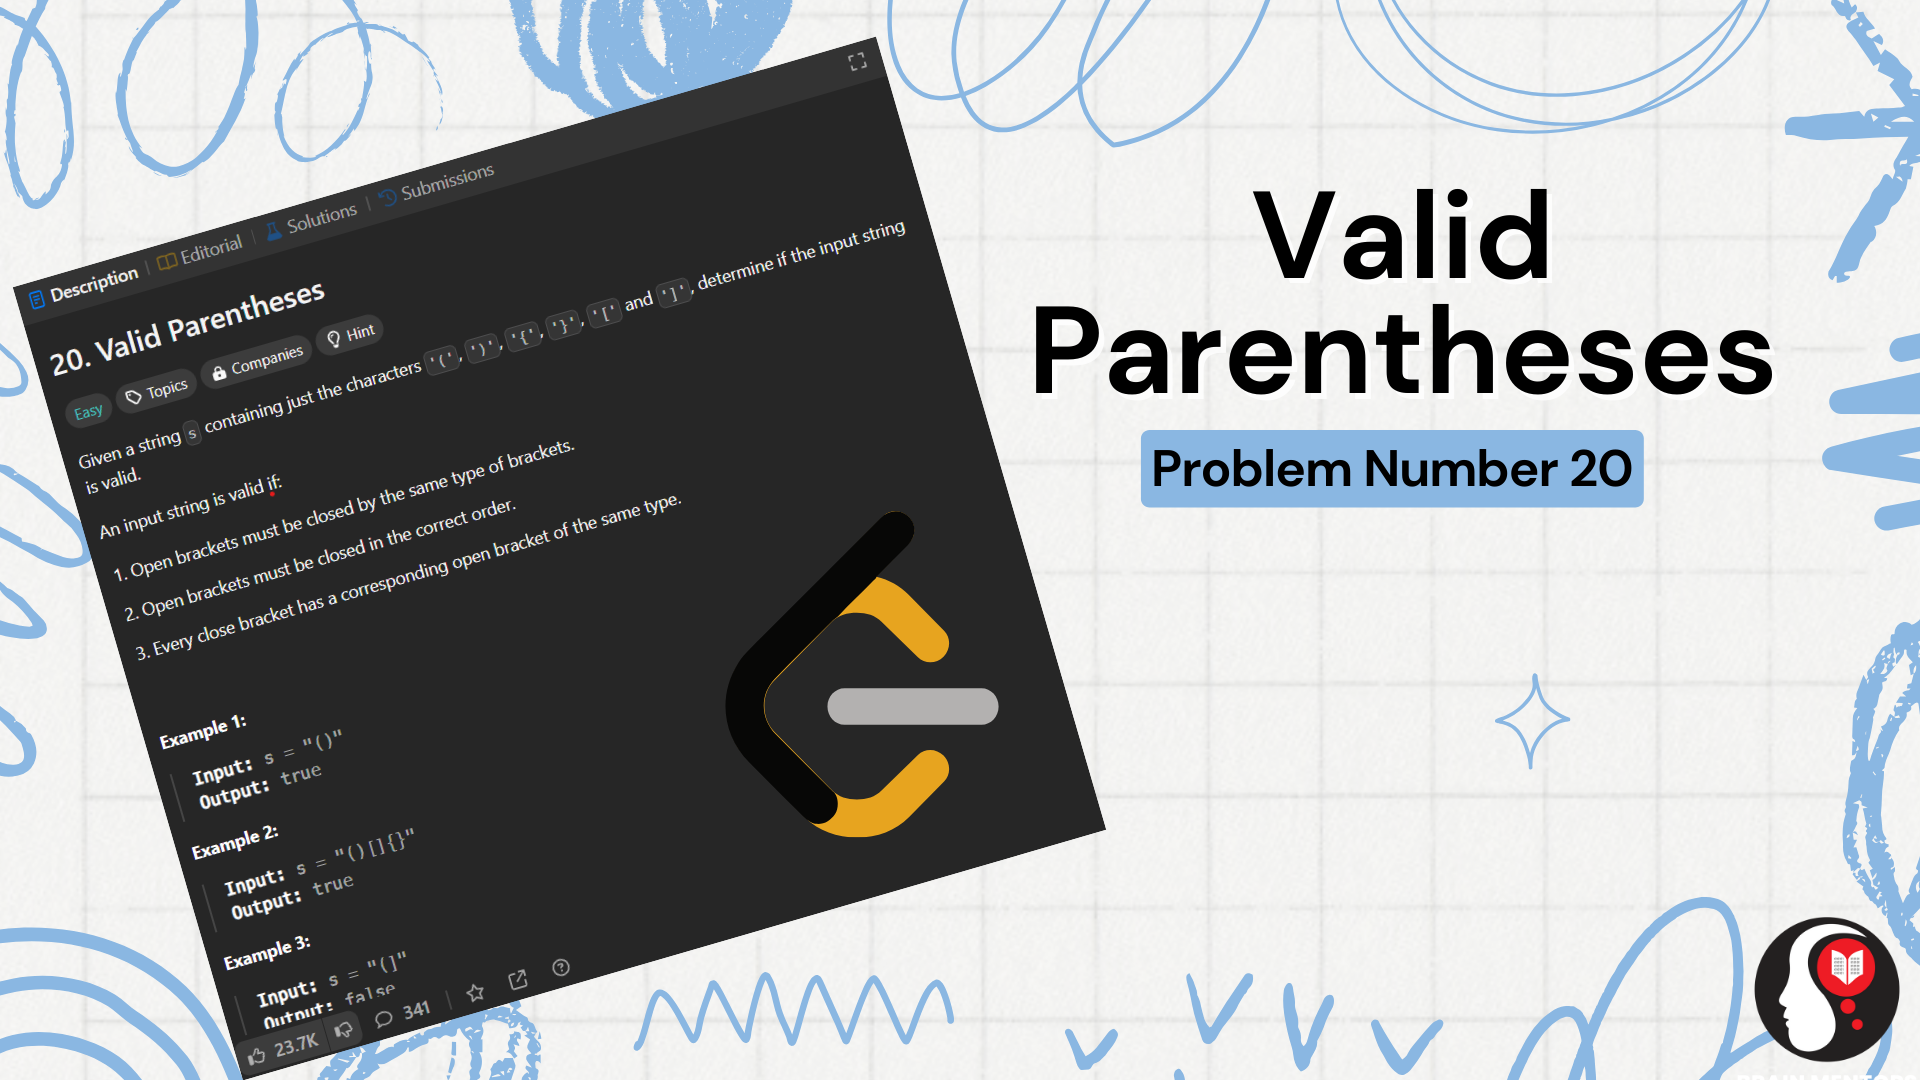 Description | Editorial | Solutions | Submissions
20. Valid Parentheses
Easy Topics Companies Hint
Given a string s containing just the characters '(', ')', '{', '}', '[' and ']', determine if the input string
is valid.
An input string is valid if:
1. Open brackets must be closed by the same type of brackets.
2. Open brackets must be closed in the correct order.
3. Every close bracket has a corresponding open bracket of the same type.
Example 1:
Input: s = "()"
Output: true
Example 2:
Input: s = "()[]{}"
Output: true
Example 3:
Input: s = "(]"
Output: false
23.7K 341
Valid
Parentheses
Problem Number 20